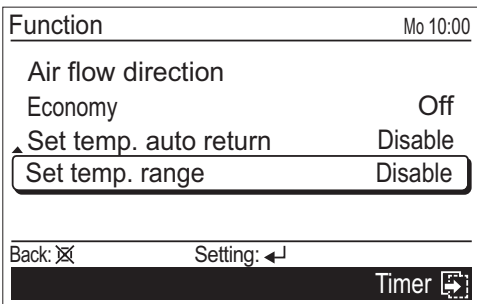 Function Mo 10:00
Air flow direction
Economy Off
Set temp. auto return Disable
Set temp. range Disable
Back: Setting:
Timer